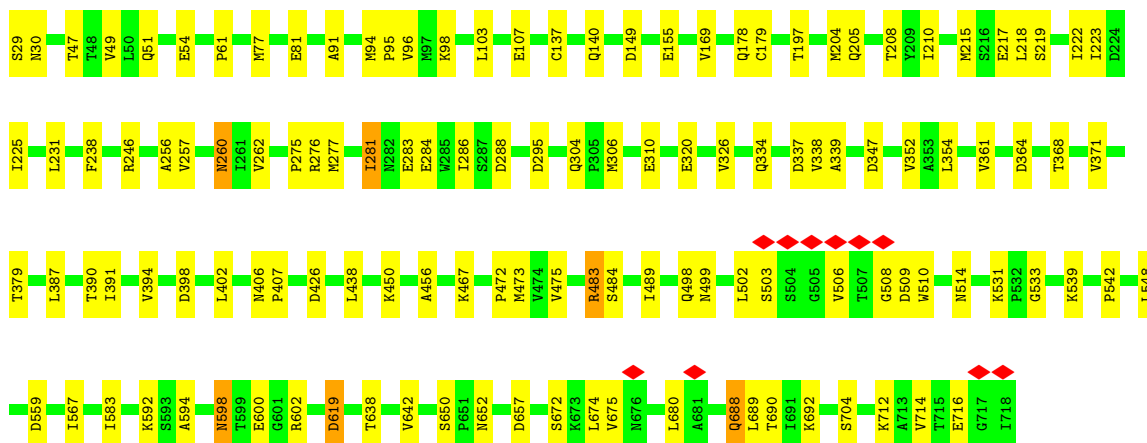 S29 N30 T47 T48 V49 L50 Q51 E54 P61 M77 E81 A91 M94 P95 V96 M97 K98 L103 E107 C137 Q140 D149 E155 V169 Q178 C179 T197 M204 Q205 T208 Y209 I210 M215 S216 E217 L218 S219 I222 I223 D224
I225 L231 F238 R246 A256 V257 N260 I261 V262 P275 R276 M277 I281 N282 E283 E284 W285 I286 S287 D288 D295 Q304 P305 M306 E310 E320 V326 Q334 D337 V338 A339 D347 V352 A353 L354 V361 D364 T368 V371
T379 L387 T390 I391 V394 D398 L402 N406 P407 D426 L438 K450 A456 K467 P472 M473 V474 V475 R483 S484 I489 Q498 N499 L502 S503 S504 G505 V506 T507 G508 D509 W510 N514 K531 P532 G533 K539 P542
D559 I567 I583 K592 S593 A594 N598 T599 E600 G601 R602 D619 T638 V642 S650 P651 N652 D657 S672 K673 L674 V675 N676 L680 A681 Q688 L689 T690 I691 K692 S704 K712 A713 V714 T715 E716 G717 I718